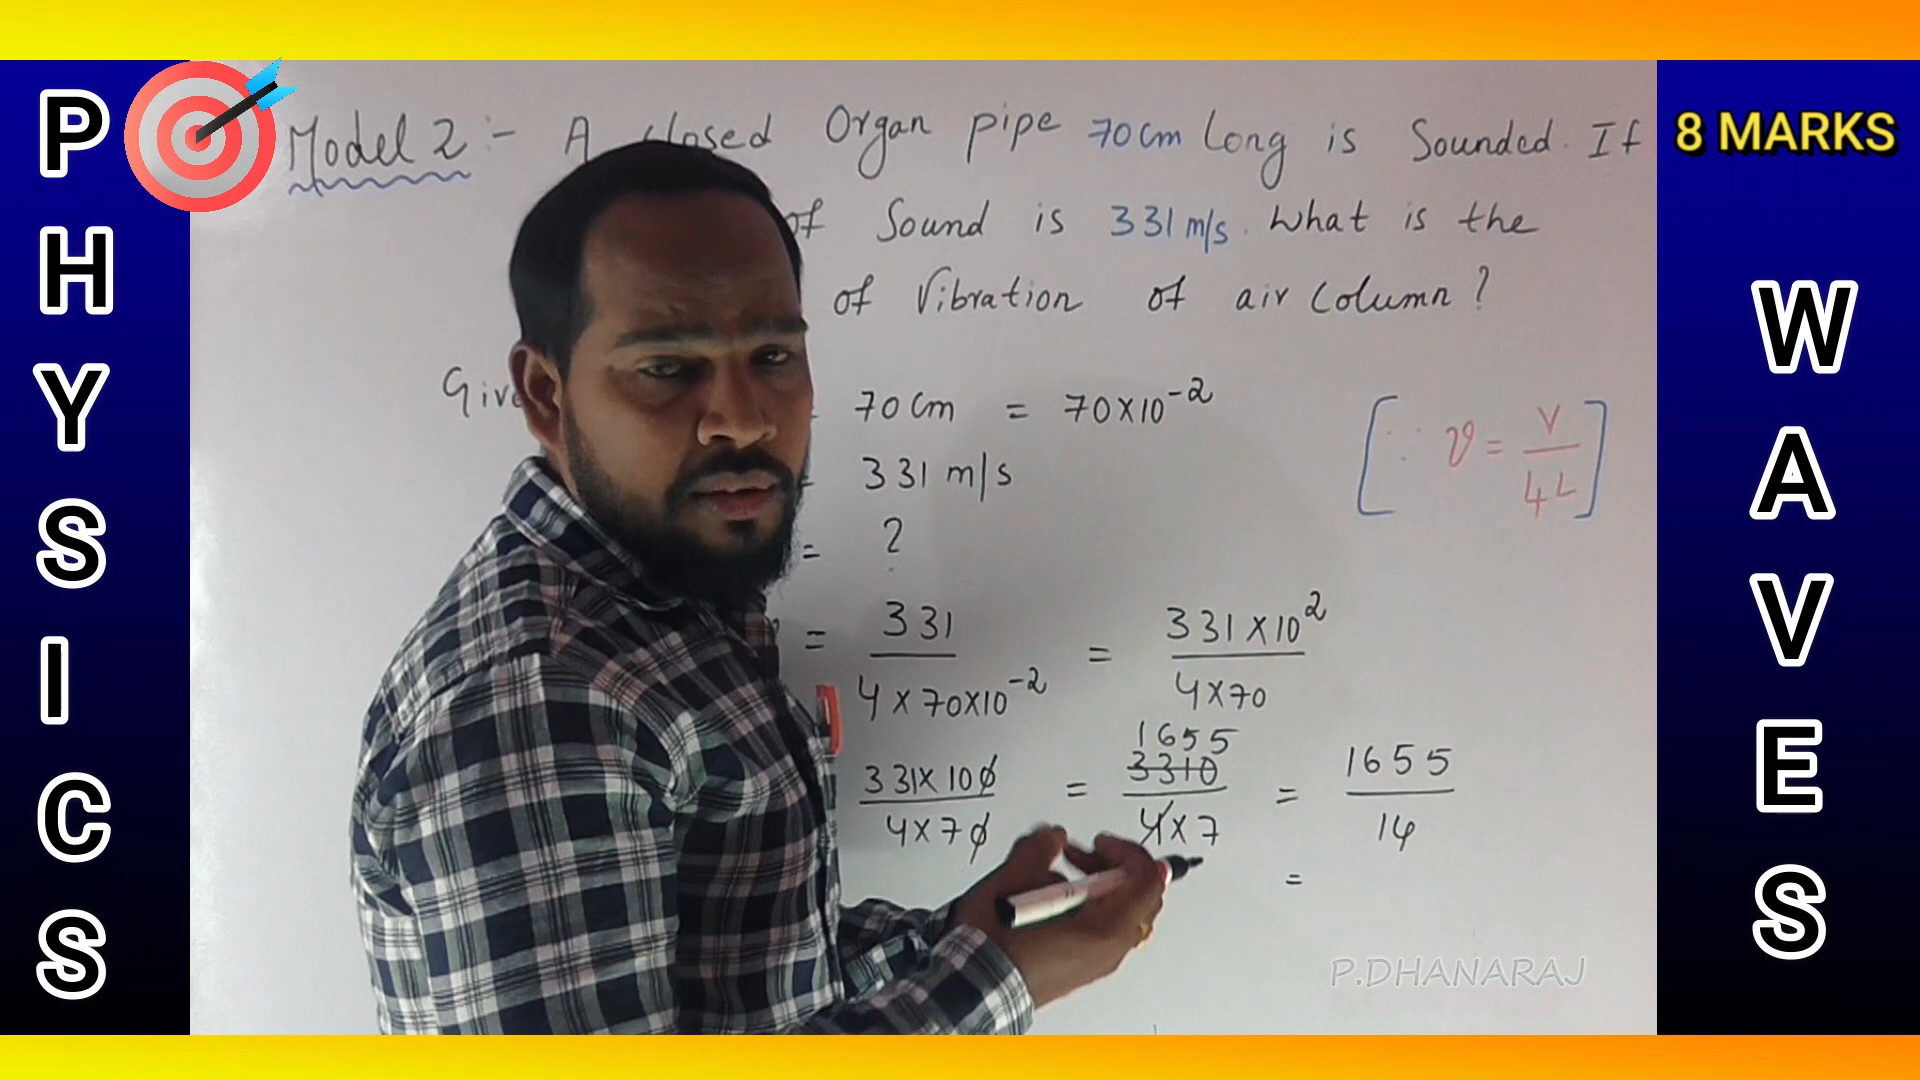 PHYSICS
8 MARKS
WAVES
Model 2 :- A closed Organ pipe 70cm Long is Sounded. If
of Sound is 331 m/s. What is the
of Vibration of air Column ?
Give
= 70 cm = 70×10⁻²
= 331 m/s
= ?
[∵ 𝜗 = V / 4L]
= 331 / 4 × 70×10⁻² = 331×10² / 4×70
331× 100 / 4×70 = 1655 3310 / 4×7 = 1655 / 14
=
P.DHANARAJ